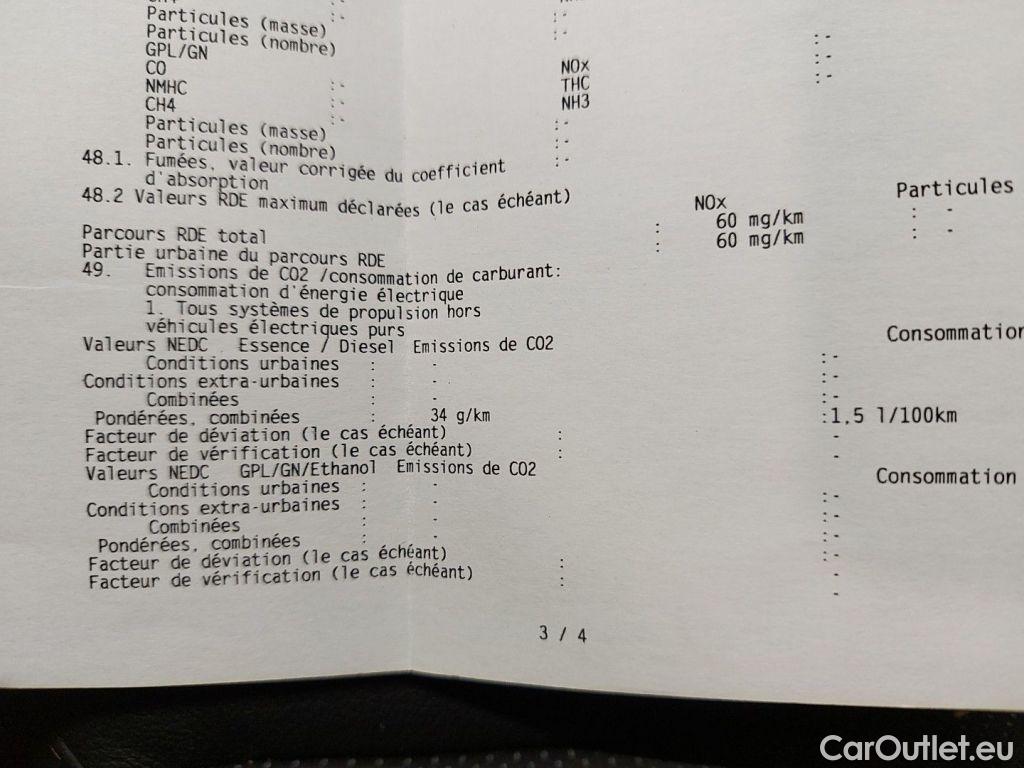 Particules (masse) :-
Particules (nombre) :-
GPL/GN
CO NOx :-
NMHC :- THC :-
CH4 :- NH3 :-
Particules (masse) :-
Particules (nombre) :-
48.1. Fumées, valeur corrigée du coefficient :-
d'absorption
48.2 Valeurs RDE maximum déclarées (le cas échéant)
NOx Particules
Parcours RDE total : 60 mg/km : -
Partie urbaine du parcours RDE : 60 mg/km : -
49. Emissions de CO2 /consommation de carburant:
consommation d'énergie électrique
1. Tous systèmes de propulsion hors
véhicules électriques purs
Valeurs NEDC Essence / Diesel Emissions de CO2 Consommation
Conditions urbaines : - :-
Conditions extra-urbaines : - :-
Combinées : - :-
Pondérées, combinées : 34 g/km :1,5 l/100km
Facteur de déviation (le cas échéant) : -
Facteur de vérification (le cas échéant) : -
Valeurs NEDC GPL/GN/Ethanol Emissions de CO2 Consommation
Conditions urbaines : - :-
Conditions extra-urbaines : - :-
Combinées : - :-
Pondérées, combinées : - :-
Facteur de déviation (le cas échéant) : -
Facteur de vérification (le cas échéant) : -
3 / 4
CarOutlet.eu